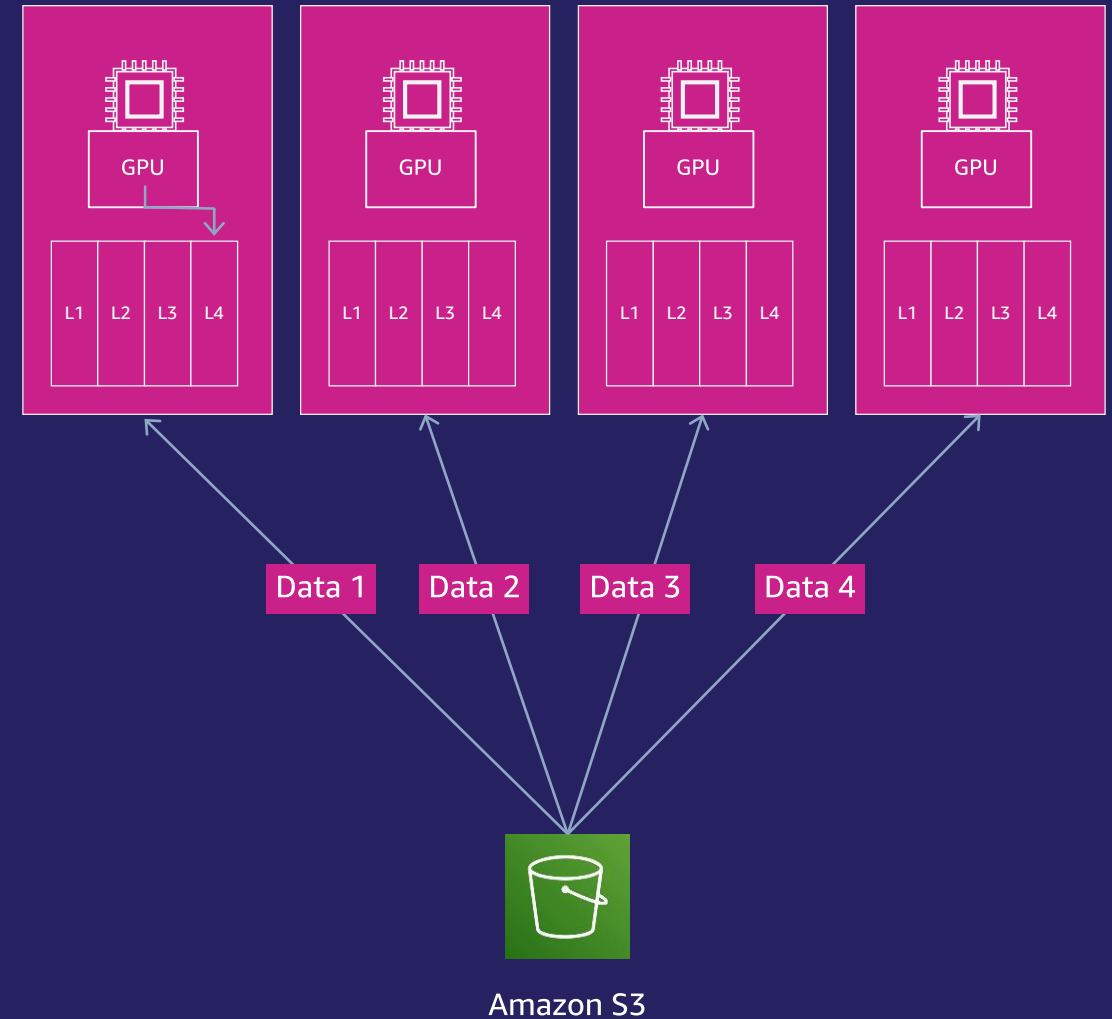 GPU
GPU
GPU
GPU
L1 L2 L3 L4
L1 L2 L3 L4
L1 L2 L3 L4
L1 L2 L3 L4
Data 1
Data 2
Data 3
Data 4
Amazon S3